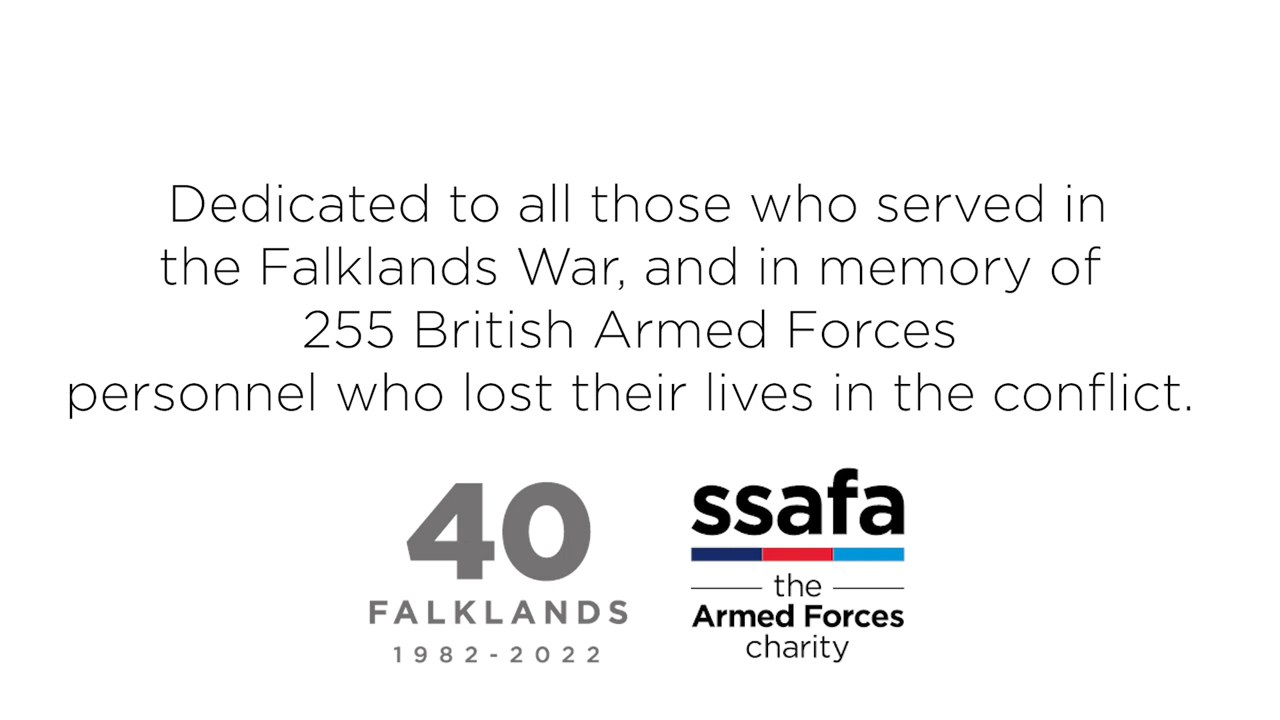 Dedicated to all those who served in
the Falklands War, and in memory of
255 British Armed Forces
personnel who lost their lives in the conflict.
40
FALKLANDS
1982-2022
ssafa
the
Armed Forces
charity